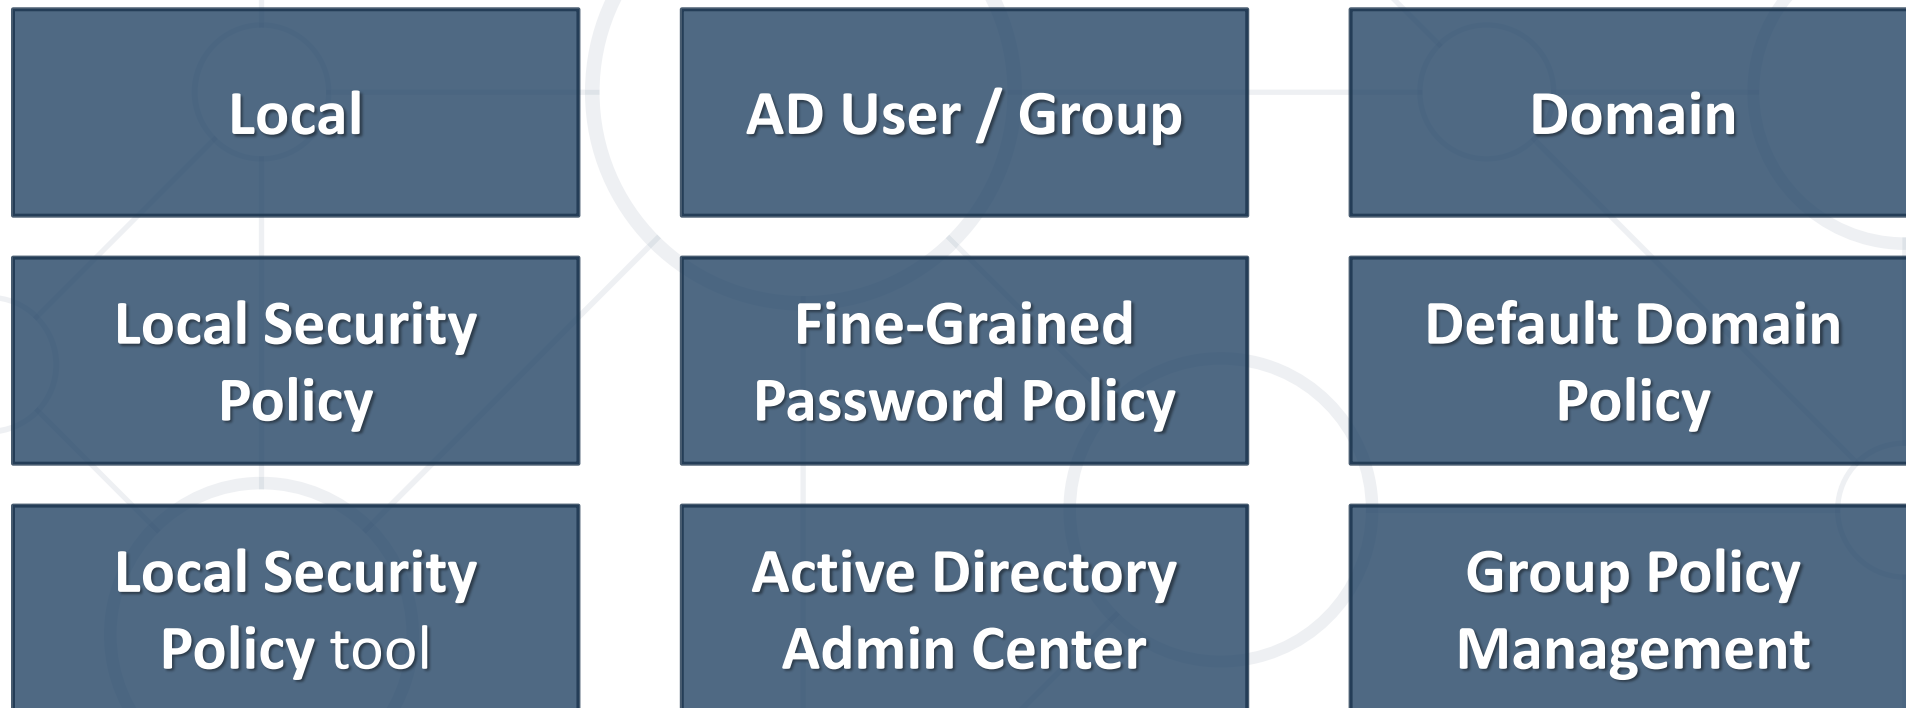 Local
AD User / Group
Domain
Local Security
Policy
Fine-Grained
Password Policy
Default Domain
Policy
Local Security
Policy tool
Active Directory
Admin Center
Group Policy
Management